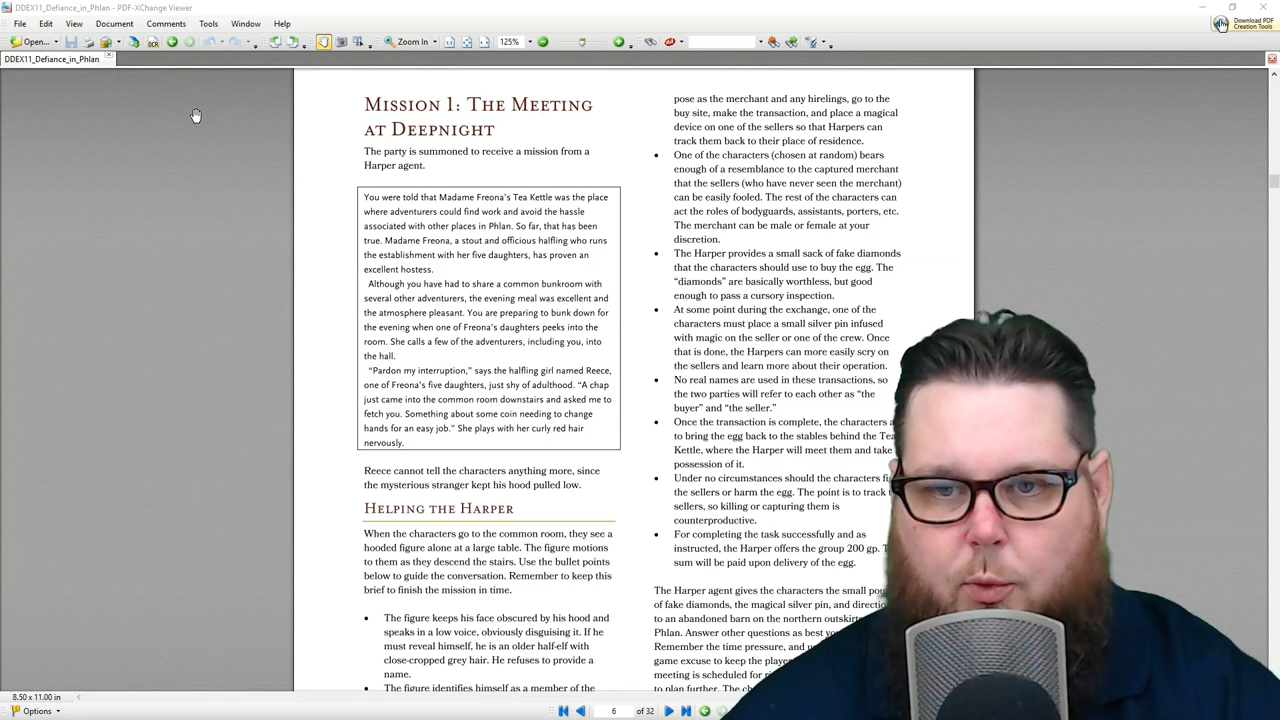 DDEX11_Defiance_in_Phlan - PDF-XChange Viewer
File Edit View Document Comments Tools Window Help
Download PDF
Creation Tools
Open...
OCR
Zoom In
125%
DDEX11_Defiance_in_Phlan
Mission 1: The Meeting
at Deepnight
The party is summoned to receive a mission from a
Harper agent.
You were told that Madame Freona's Tea Kettle was the place
where adventurers could find work and avoid the hassle
associated with other places in Phlan. So far, that has been
true. Madame Freona, a stout and officious halfling who runs
the establishment with her five daughters, has proven an
excellent hostess.
Although you have had to share a common bunkroom with
several other adventurers, the evening meal was excellent and
the atmosphere pleasant. You are preparing to bunk down for
the evening when one of Freona's daughters peeks into the
room. She calls a few of the adventurers, including you, into
the hall.
"Pardon my interruption," says the halfling girl named Reece,
one of Freona's five daughters, just shy of adulthood. "A chap
just came into the common room downstairs and asked me to
fetch you. Something about some coin needing to change
hands for an easy job." She plays with her curly red hair
nervously.
Reece cannot tell the characters anything more, since
the mysterious stranger kept his hood pulled low.
Helping the Harper
When the characters go to the common room, they see a
hooded figure alone at a large table. The figure motions
to them as they descend the stairs. Use the bullet points
below to guide the conversation. Remember to keep this
brief to finish the mission in time.
• The figure keeps his face obscured by his hood and
speaks in a low voice, obviously disguising it. If he
must reveal himself, he is an older half-elf with
close-cropped grey hair. He refuses to provide a
name.
• The figure identifies himself as a member of the
pose as the merchant and any hirelings, go to the
buy site, make the transaction, and place a magical
device on one of the sellers so that Harpers can
track them back to their place of residence.
• One of the characters (chosen at random) bears
enough of a resemblance to the captured merchant
that the sellers (who have never seen the merchant)
can be easily fooled. The rest of the characters can
act the roles of bodyguards, assistants, porters, etc.
The merchant can be male or female at your
discretion.
• The Harper provides a small sack of fake diamonds
that the characters should use to buy the egg. The
"diamonds" are basically worthless, but good
enough to pass a cursory inspection.
• At some point during the exchange, one of the
characters must place a small silver pin infused
with magic on the seller or one of the crew. Once
that is done, the Harpers can more easily scry on
the sellers and learn more about their operation.
• No real names are used in these transactions, so
the two parties will refer to each other as "the
buyer" and "the seller."
• Once the transaction is complete, the characters
to bring the egg back to the stables behind the Tea
Kettle, where the Harper will meet them and take
possession of it.
• Under no circumstances should the characters
the sellers or harm the egg. The point is to track
sellers, so killing or capturing them is
counterproductive.
• For completing the task successfully and as
instructed, the Harper offers the group 200 gp.
sum will be paid upon delivery of the egg.
The Harper agent gives the characters the small
of fake diamonds, the magical silver pin, and
to an abandoned barn on the northern
Phlan. Answer other questions as best
Remember the time pressure, and
game excuse to keep the
meeting is scheduled for
to plan further. The
8.50 x 11.00 in
Options
6 of 32